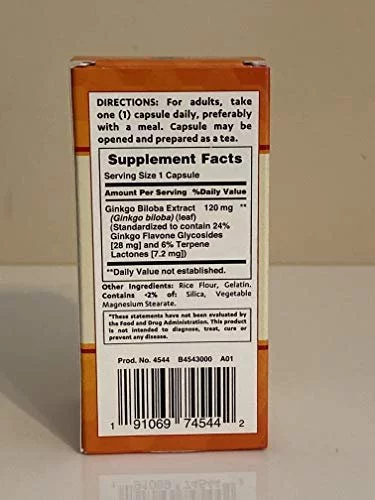 DIRECTIONS: For adults, take
one (1) capsule daily, preferably
with a meal. Capsule may be
opened and prepared as a tea.
Supplement Facts
Serving Size 1 Capsule
Amount Per Serving %Daily Value
Ginkgo Biloba Extract 120 mg **
(Ginkgo biloba) (leaf)
(Standardized to contain 24%
Ginkgo Flavone Glycosides
[28 mg] and 6% Terpene
Lactones [7.2 mg])
**Daily Value not established.
Other Ingredients: Rice Flour, Gelatin.
Contains <2% of: Silica, Vegetable
Magnesium Stearate.
*These statements have not been evaluated by
the Food and Drug Administration. This product
is not intended to diagnose, treat, cure or
prevent any disease.
Prod. No. 4544 B4543000 A01
1 91069 74544 2